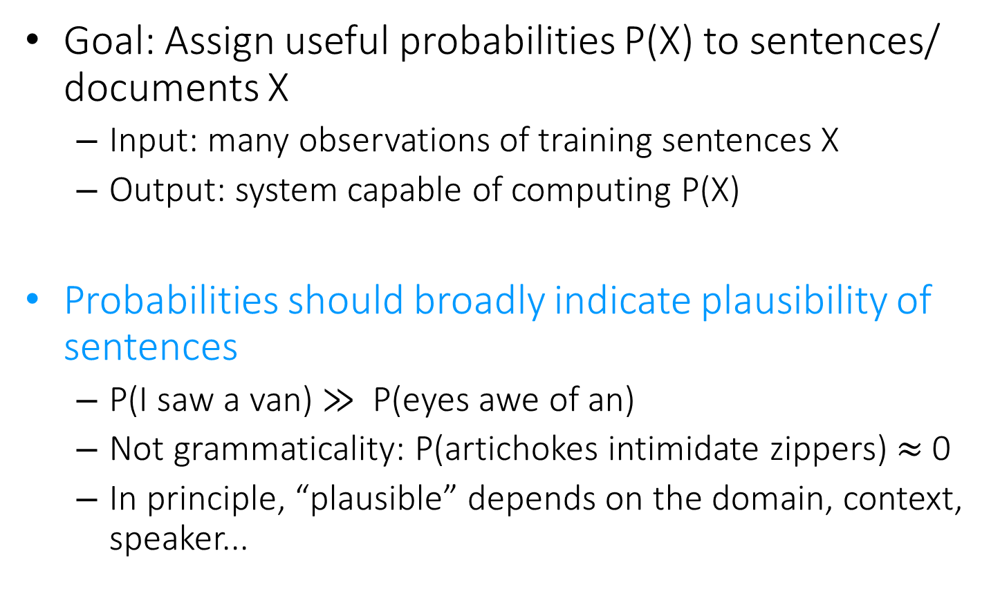 • Goal: Assign useful probabilities P(X) to sentences/
documents X
– Input: many observations of training sentences X
– Output: system capable of computing P(X)
• Probabilities should broadly indicate plausibility of
sentences
– P(I saw a van) ≫ P(eyes awe of an)
– Not grammaticality: P(artichokes intimidate zippers) ≈ 0
– In principle, “plausible” depends on the domain, context,
speaker...